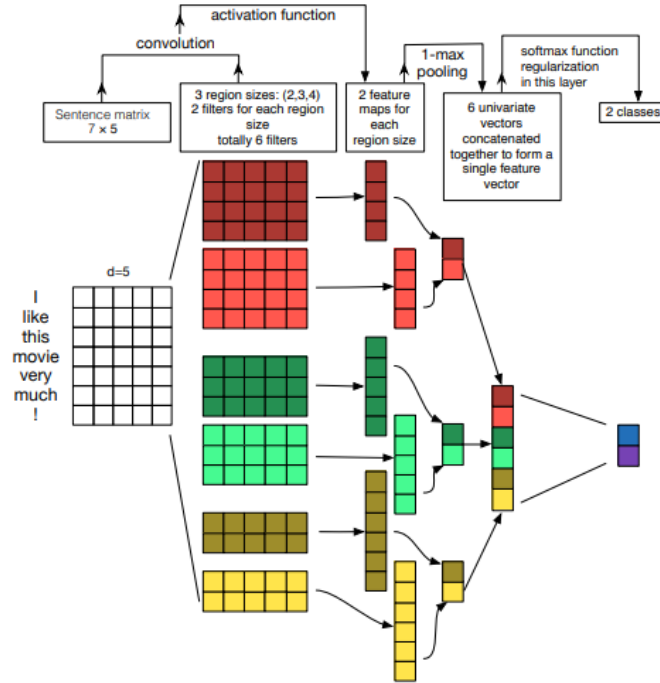 activation function
convolution
1-max
pooling
softmax function
regularization
in this layer
Sentence matrix
7 × 5
3 region sizes: (2,3,4)
2 filters for each region
size
totally 6 filters
2 feature
maps for
each
region size
6 univariate
vectors
concatenated
together to form a
single feature
vector
2 classes
d=5
I
like
this
movie
very
much
!